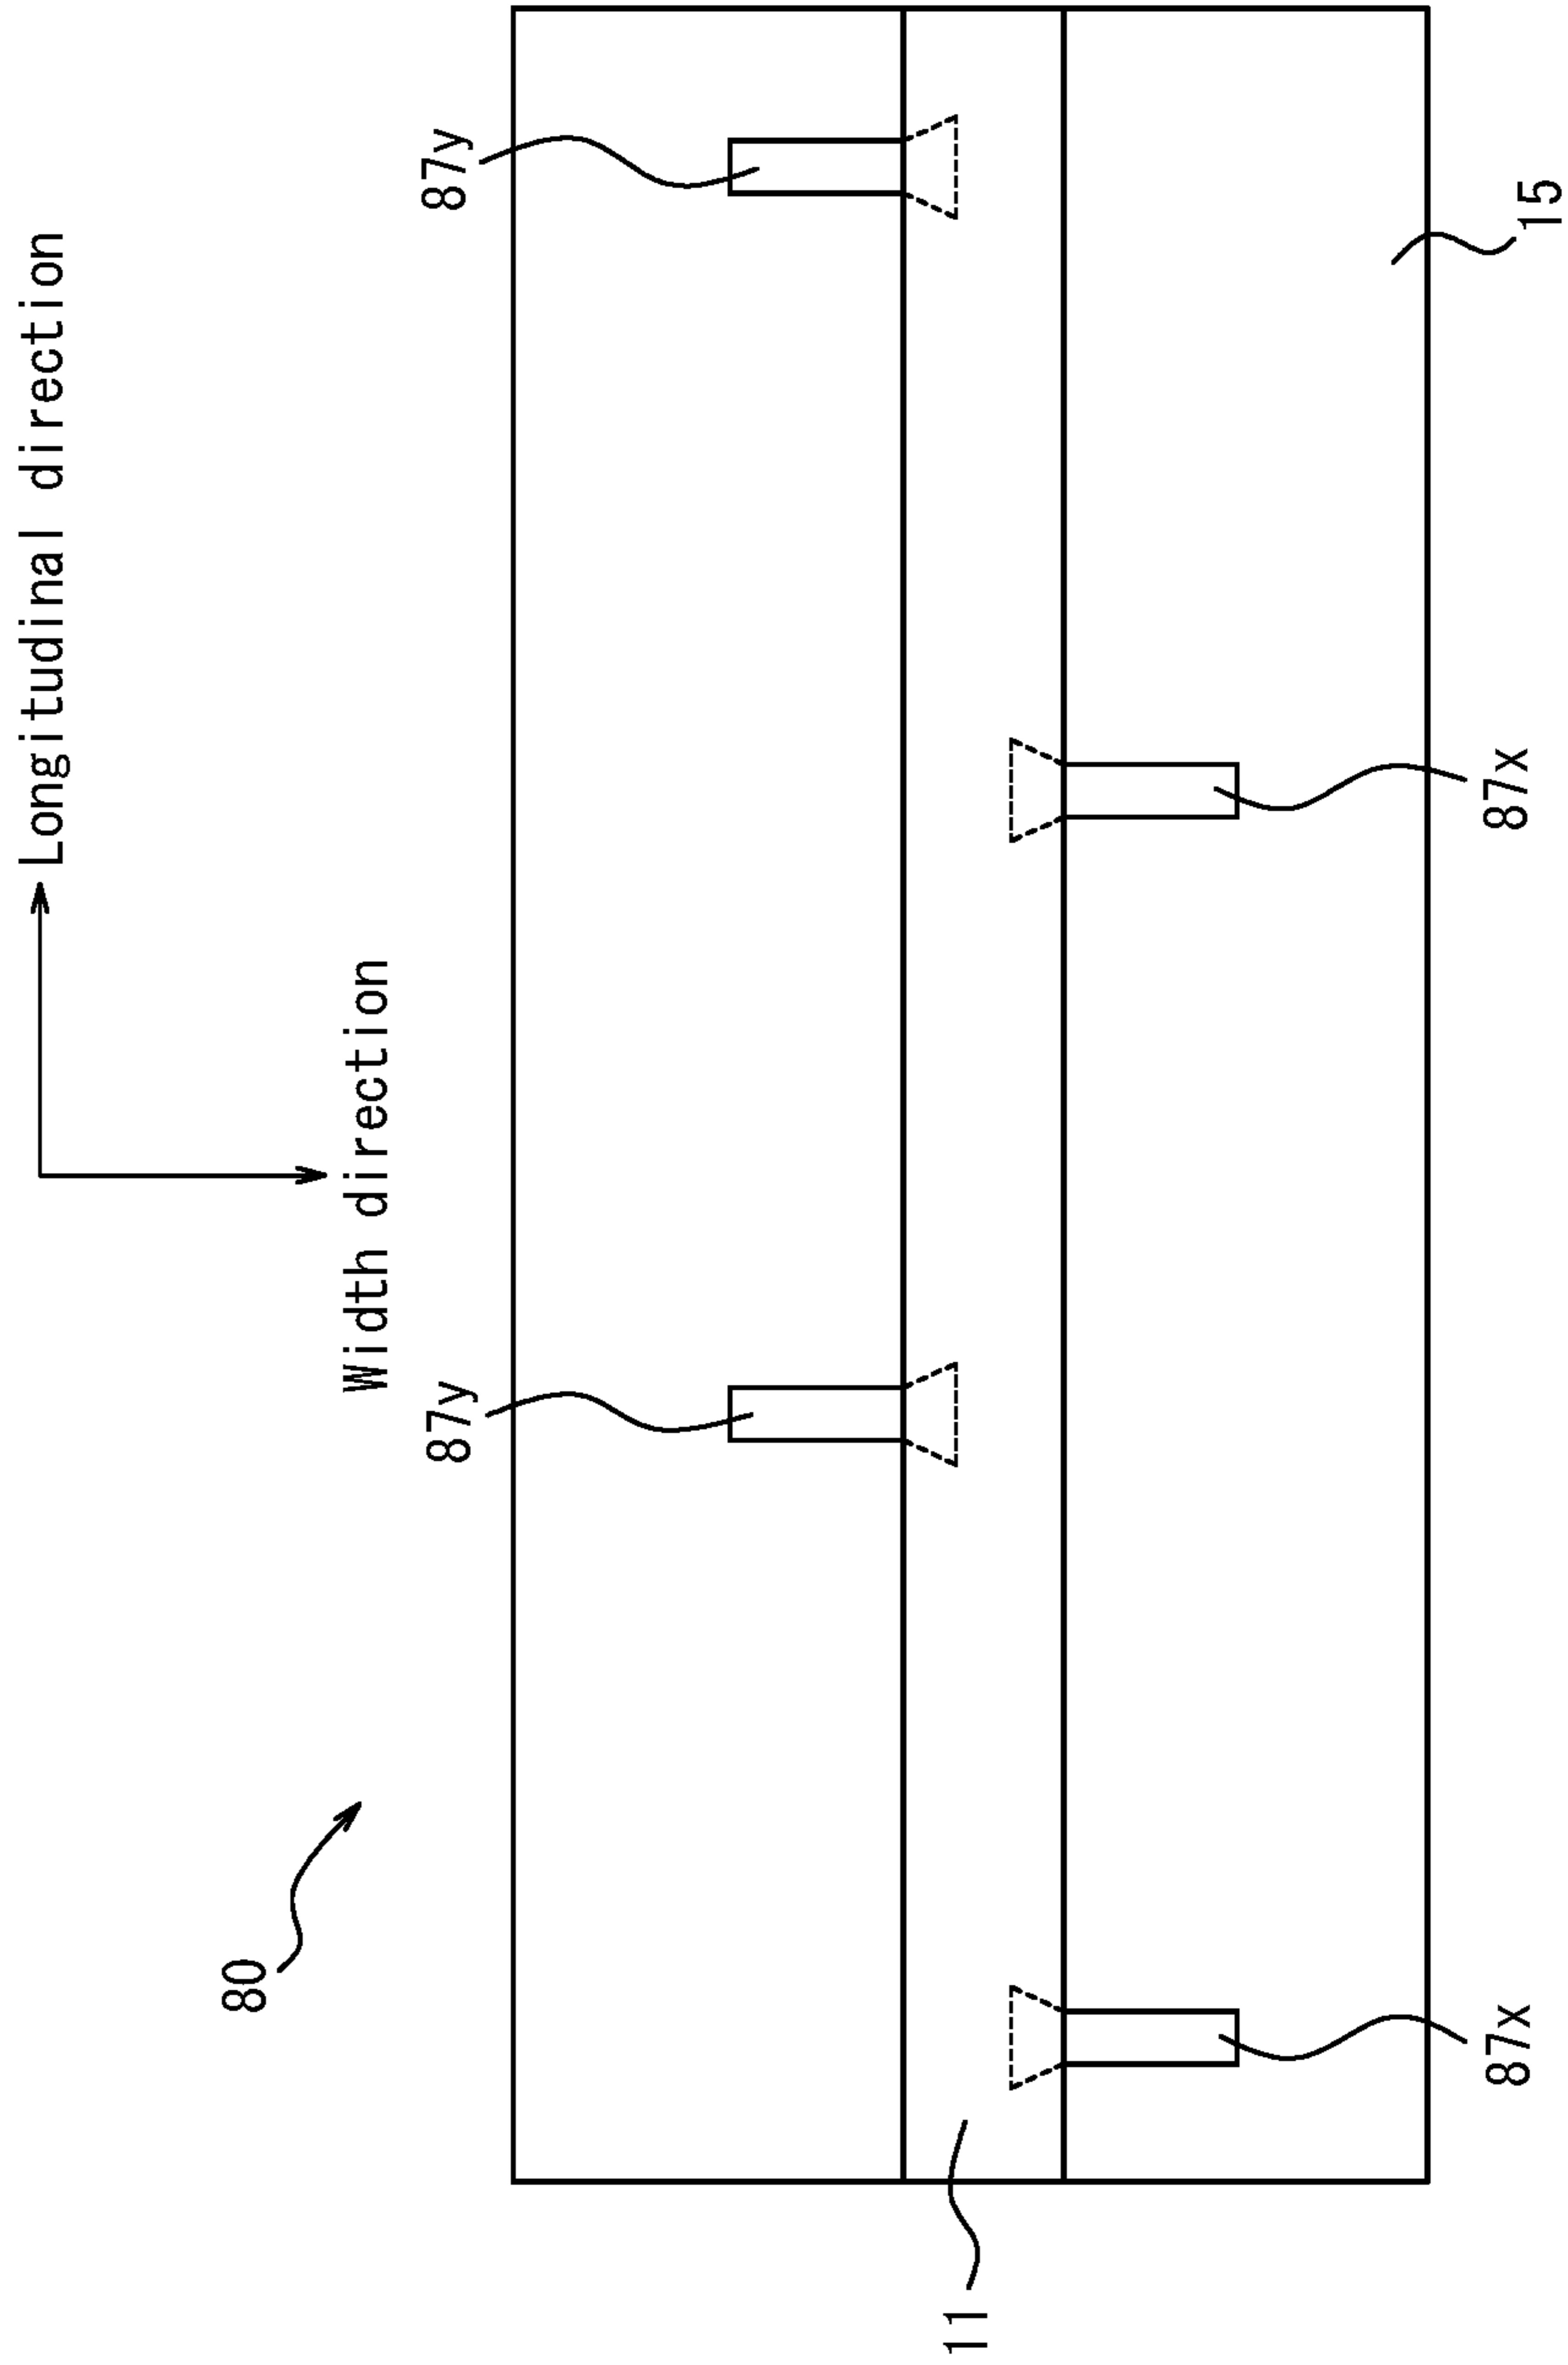 Longitudinal direction
Width direction
80
87y
87y
11
15
87x
87x